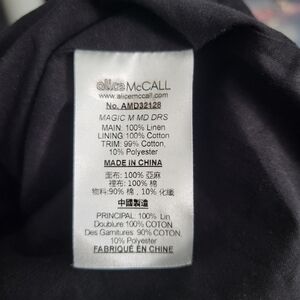 alice McCALL
www.alicemccall.com
No. AMD32128
MAGIC M MD DRS
MAIN: 100% Linen
LINING 100% Cotton
TRIM: 99% Cotton,
10% Polyester
MADE IN CHINA
面布: 100% 亞麻
裡布: 100% 棉
物料:90% 棉, 10% 化纖
中國製造
PRINCIPAL: 100% Lin
Doublure 100% COTON
Des Garnitures 90% COTON,
10% Polyester
FABRIQUÉ EN CHINE